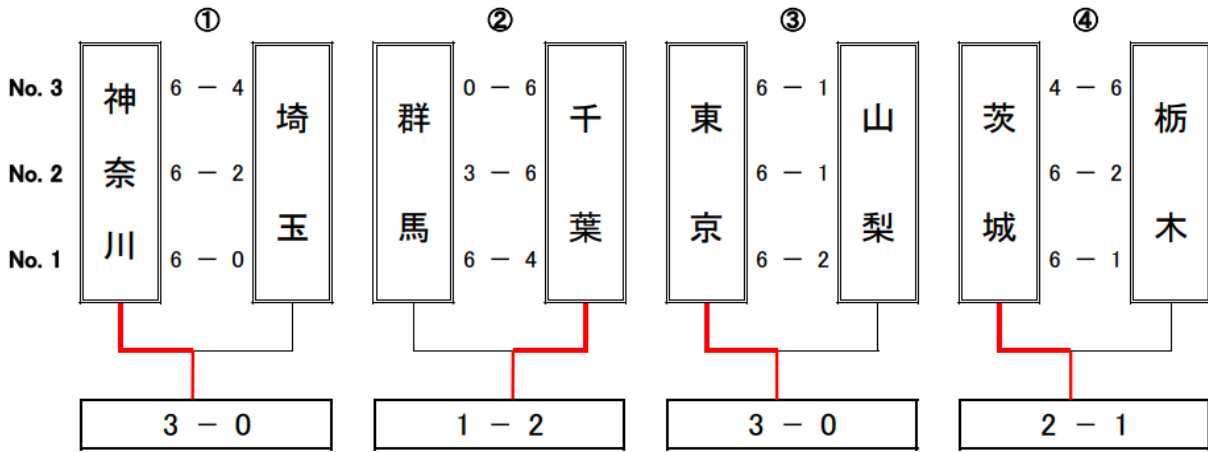 ① ② ③ ④
No. 3 6 － 4 0 － 6 6 － 1 4 － 6
神奈川 埼玉 群馬 千葉 東京 山梨 茨城 栃木
No. 2 6 － 2 3 － 6 6 － 1 6 － 2
No. 1 6 － 0 6 － 4 6 － 2 6 － 1
3 － 0 1 － 2 3 － 0 2 － 1